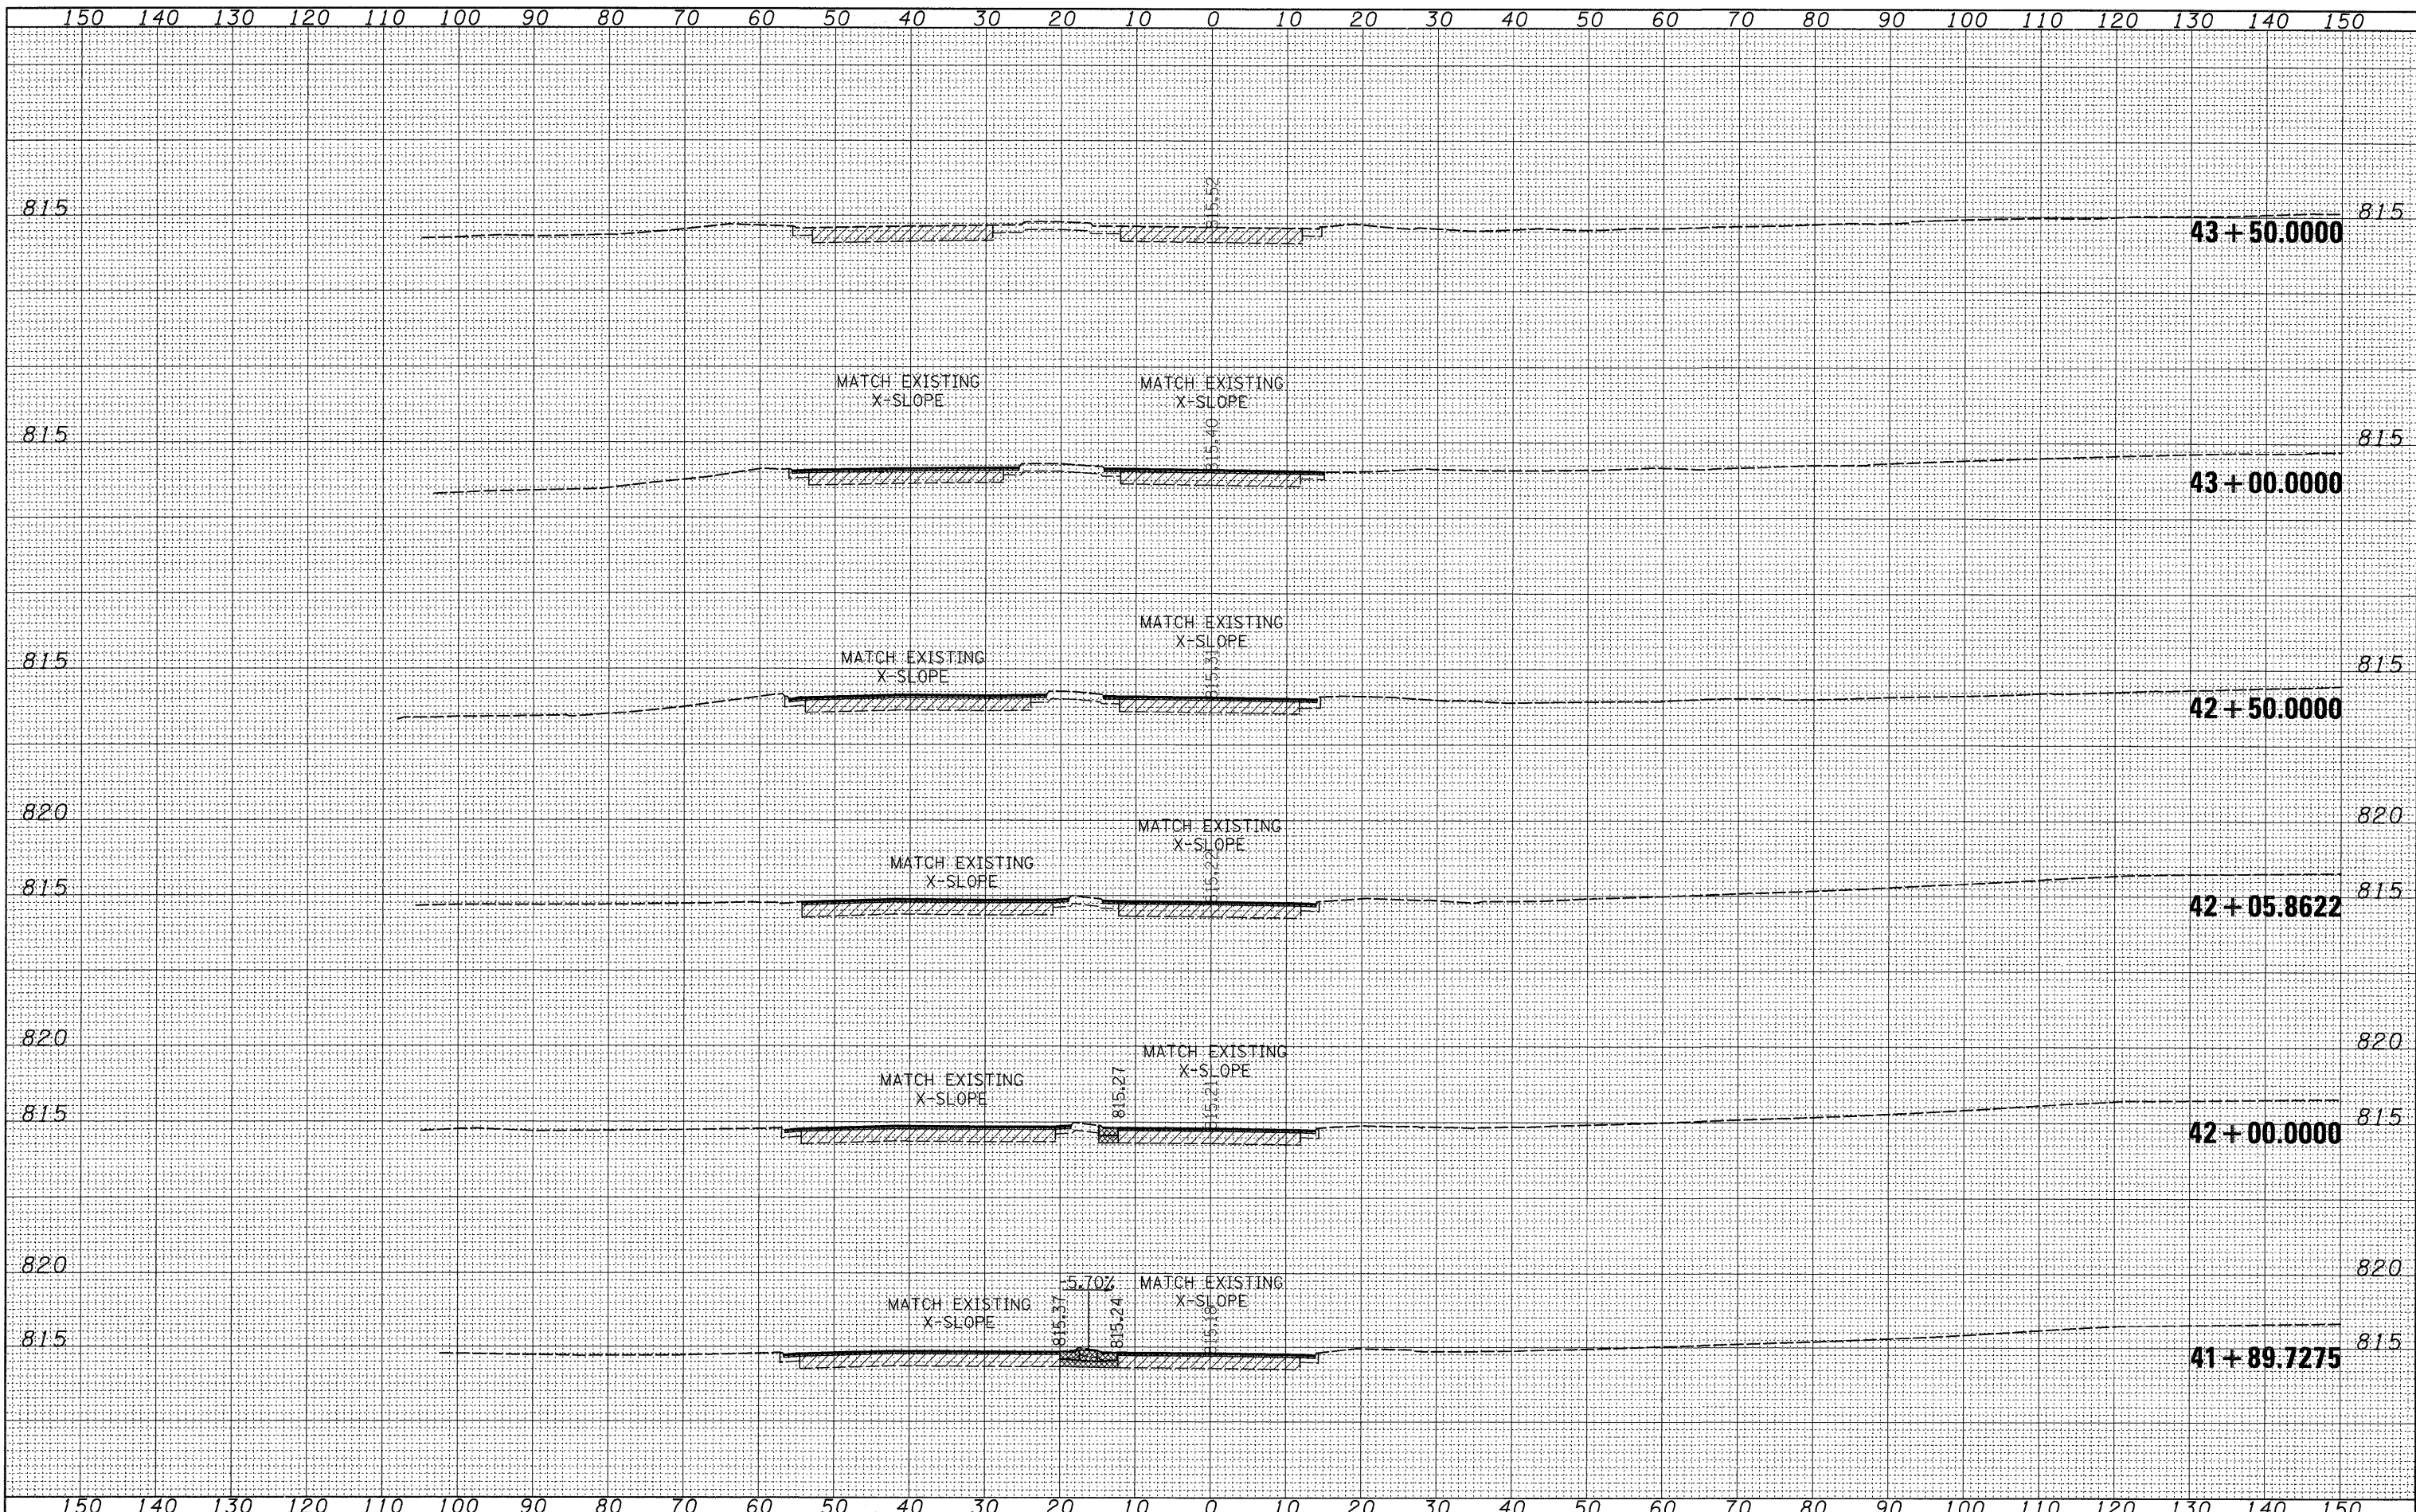 150 140 130 120 110 100 90 80 70 60 50 40 30 20 10 0 10 20 30 40 50 60 70 80 90 100 110 120 130 140 150
815.52
815 815
43+50.0000
MATCH EXISTING MATCH EXISTING
X-SLOPE X-SLOPE
815.40
815 815
43+00.0000
MATCH EXISTING
X-SLOPE
815.31
MATCH EXISTING
X-SLOPE
815 815
42+50.0000
820 820
MATCH EXISTING
X-SLOPE
815.22
MATCH EXISTING
X-SLOPE
815 815
42+05.8622
820 820
MATCH EXISTING
X-SLOPE
815.27
815.21
MATCH EXISTING
X-SLOPE
815 815
42+00.0000
820 820
-5.70% MATCH EXISTING
X-SLOPE
MATCH EXISTING
X-SLOPE
815.37
815.24
815.18
815 815
41+89.7275
150 140 130 120 110 100 90 80 70 60 50 40 30 20 10 0 10 20 30 40 50 60 70 80 90 100 110 120 130 140 150